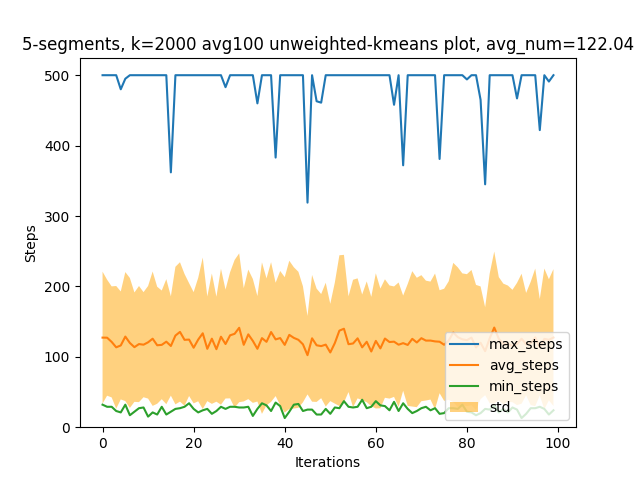 5-segments, k=2000 avg100 unweighted-kmeans plot, avg_num=122.04
500
400
300
200
100
0
Steps
max_steps
avg_steps
min_steps
std
0 20 40 60 80 100
Iterations